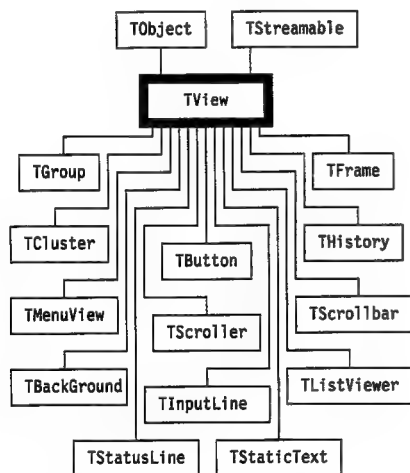 TObject
TStreamable
TView
TGroup
TFrame
TCluster
THistory
TButton
TMenuView
TScrollbar
TScroller
TBackGround
TListViewer
TInputLine
TStatusLine
TStaticText